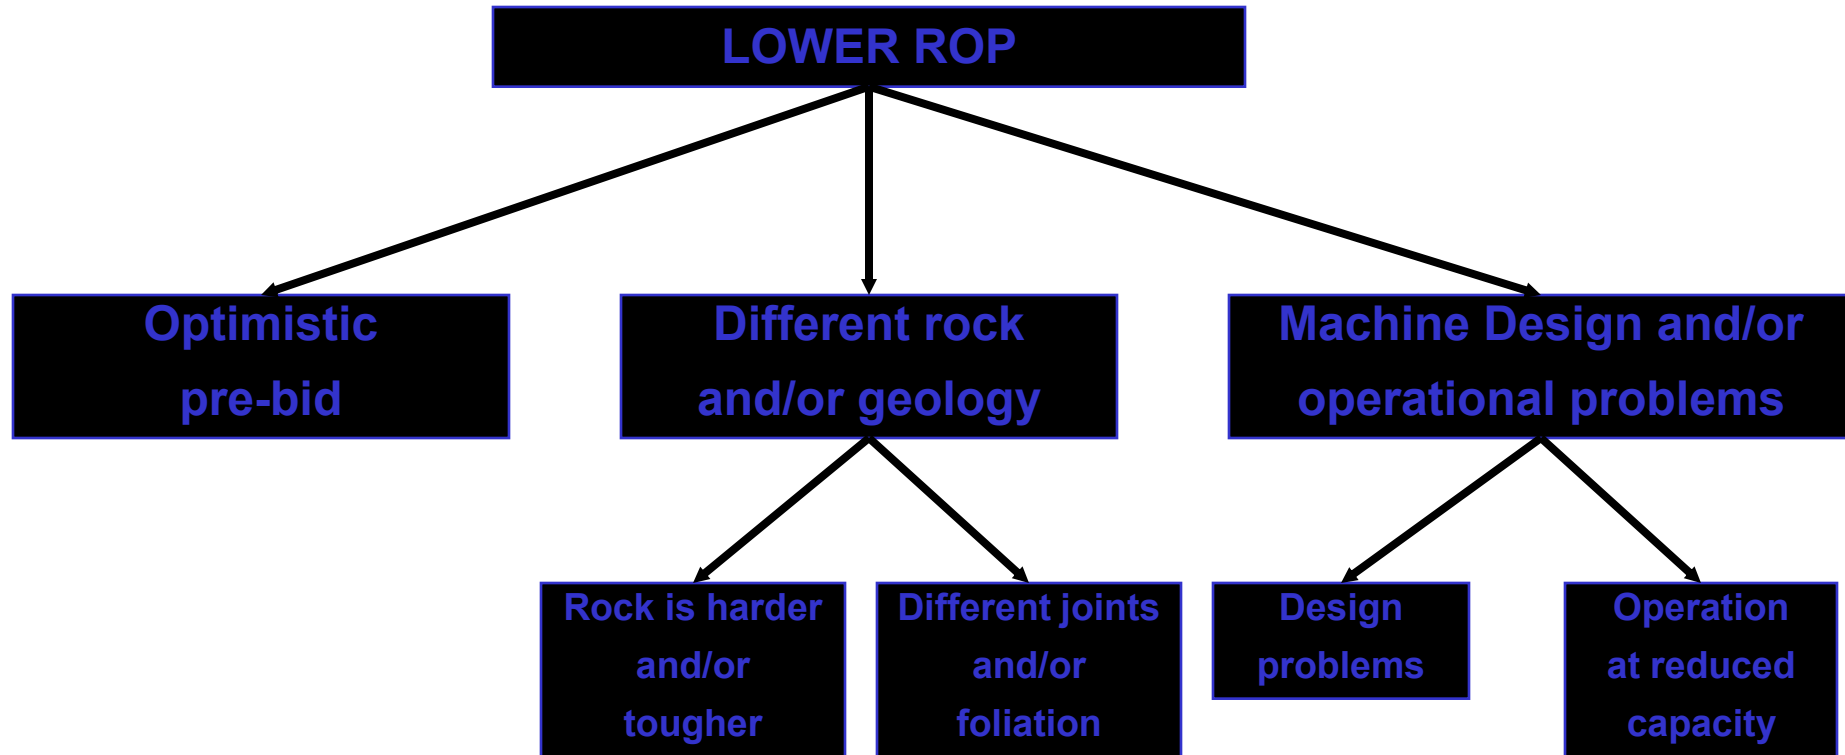 LOWER ROP
Optimistic
pre-bid
Different rock
and/or geology
Machine Design and/or
operational problems
Rock is harder
and/or
tougher
Different joints
and/or
foliation
Design
problems
Operation
at reduced
capacity